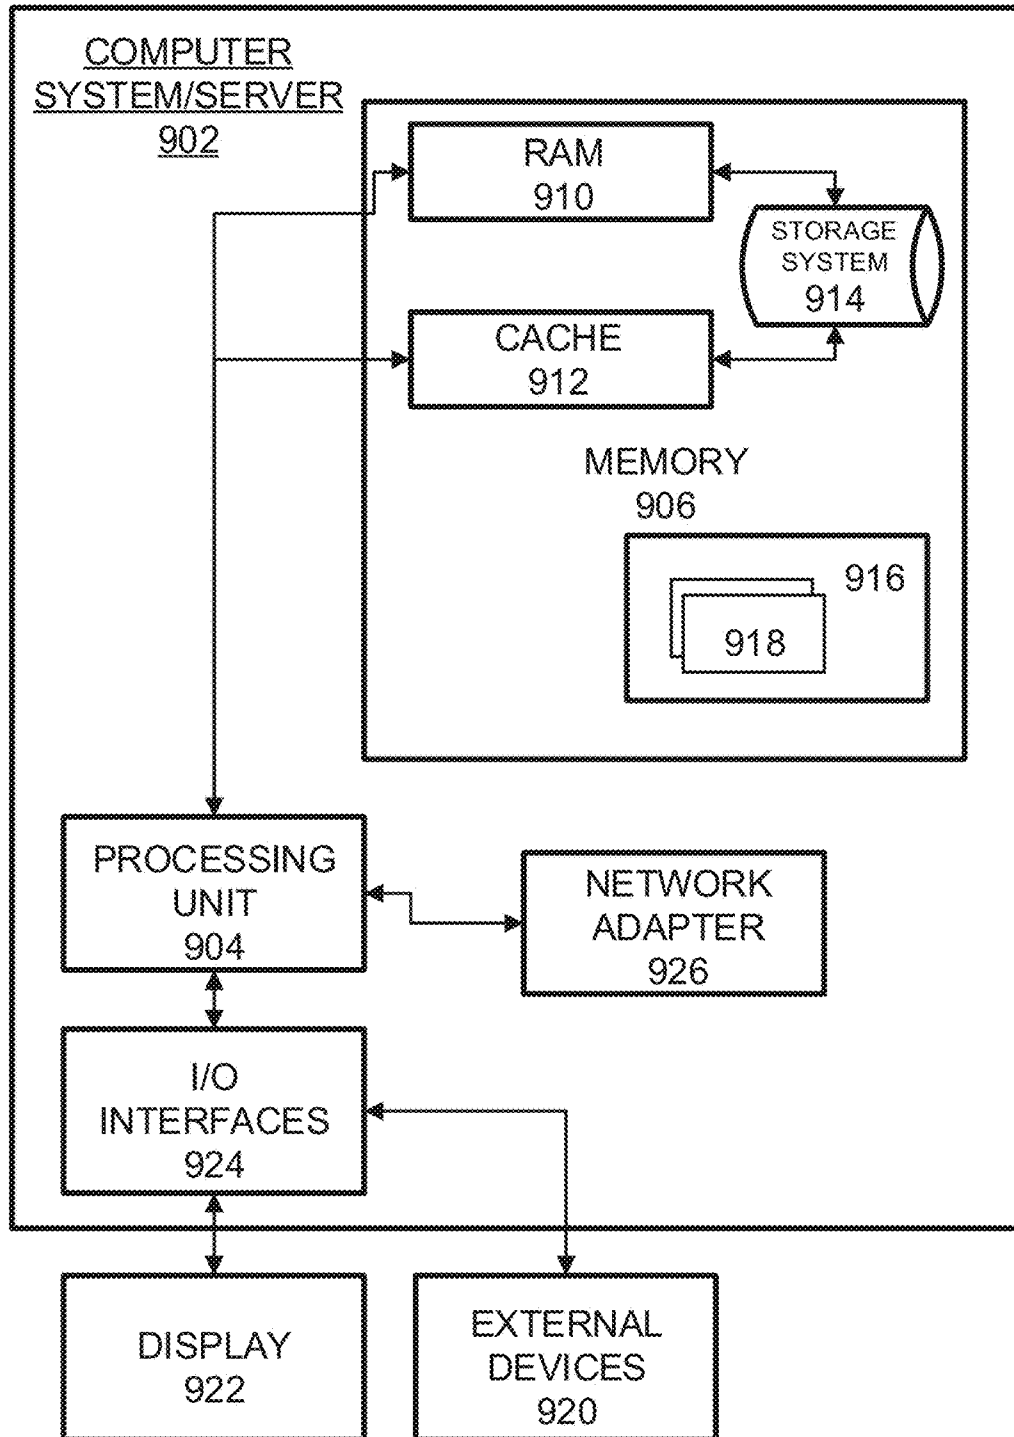 COMPUTER
SYSTEM/SERVER
902
RAM
910
STORAGE
SYSTEM
914
CACHE
912
MEMORY
906
916
918
PROCESSING
UNIT
904
NETWORK
ADAPTER
926
I/O
INTERFACES
924
DISPLAY
922
EXTERNAL
DEVICES
920